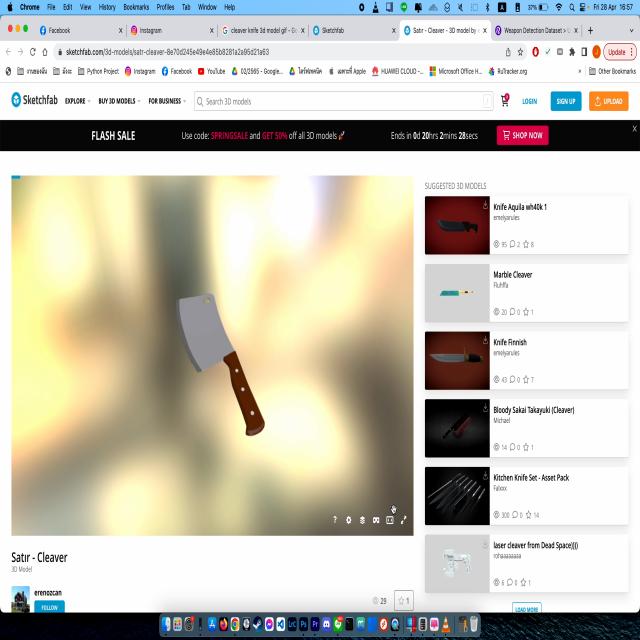 Chrome File Edit View History Bookmarks Profiles Tab Window Help
37% Fri 28 Apr 16:57
Facebook
Instagram
cleaver knife 3d model gif - G
Sketchfab
Satır - Cleaver - 3D model by
Weapon Detection Dataset > 
sketchfab.com/3d-models/satr-cleaver-8e70d245e49e4e85b8281a2a95d21a63
Update
Python Project
Instagram
Facebook
YouTube
02/2565 - Google...
HUAWEI CLOUD -...
Microsoft Office H...
RuTracker.org
Other Bookmarks
Sketchfab
EXPLORE
BUY 3D MODELS
FOR BUSINESS
Search 3D models
/
LOGIN
SIGN UP
UPLOAD
FLASH SALE
Use code: SPRINGSALE and GET 50% off all 3D models
Ends in 0d 20hrs 2mins 28secs
SHOP NOW
X
SUGGESTED 3D MODELS
Knife Aquila wh40k 1
emelyarules
95 2 8
Marble Cleaver
Fluhffa
20 0 1
Knife Finnish
emelyarules
43 0 7
Bloody Sakai Takayuki (Cleaver)
Michael
14 0 1
Kitchen Knife Set - Asset Pack
Falxxx
300 0 14
laser cleaver from Dead Space))))
6 0 1
LOAD MORE
Satır - Cleaver
3D Model
erenozcan
FOLLOW
29
1